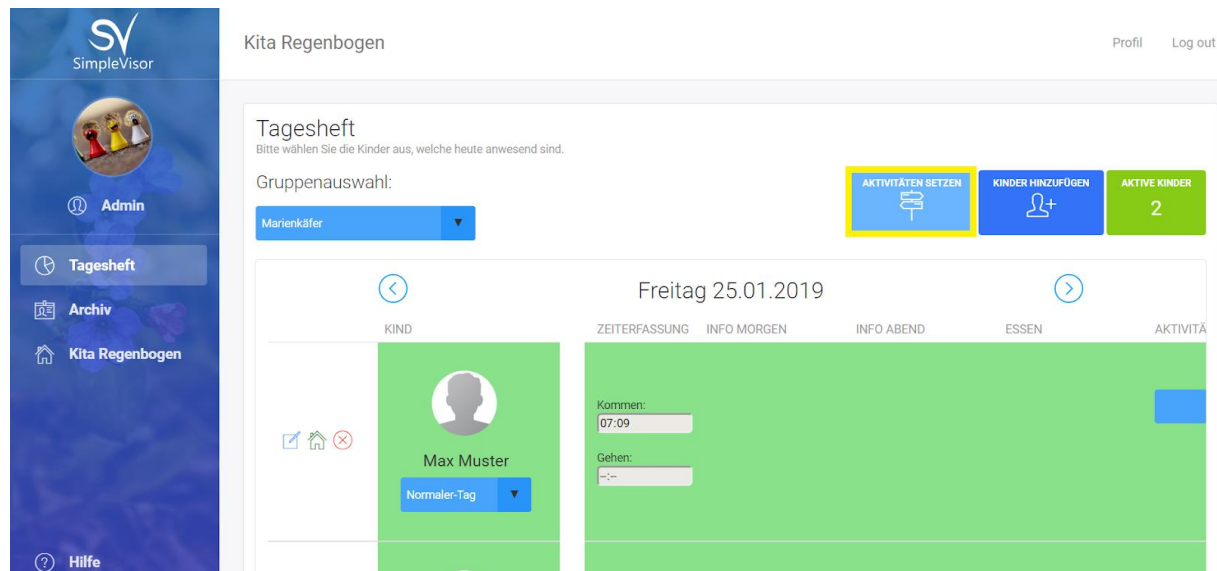 SV
SimpleVisor
Kita Regenbogen
Profil
Log out
Admin
Tagesheft
Archiv
Kita Regenbogen
Hilfe
Tagesheft
Bitte wählen Sie die Kinder aus, welche heute anwesend sind.
Gruppenauswahl:
Marienkäfer
AKTIVITÄTEN SETZEN
KINDER HINZUFÜGEN
AKTIVE KINDER
2
Freitag 25.01.2019
KIND
ZEITERFASSUNG
INFO MORGEN
INFO ABEND
ESSEN
AKTIVITÄ
Kommen:
07:09
Gehen:
--:--
Max Muster
Normaler-Tag